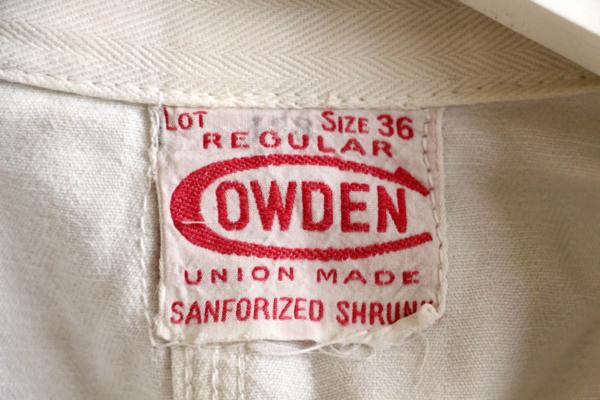 LOT SIZE 36
REGULAR
COWDEN
UNION MADE
SANFORIZED SHRUNK